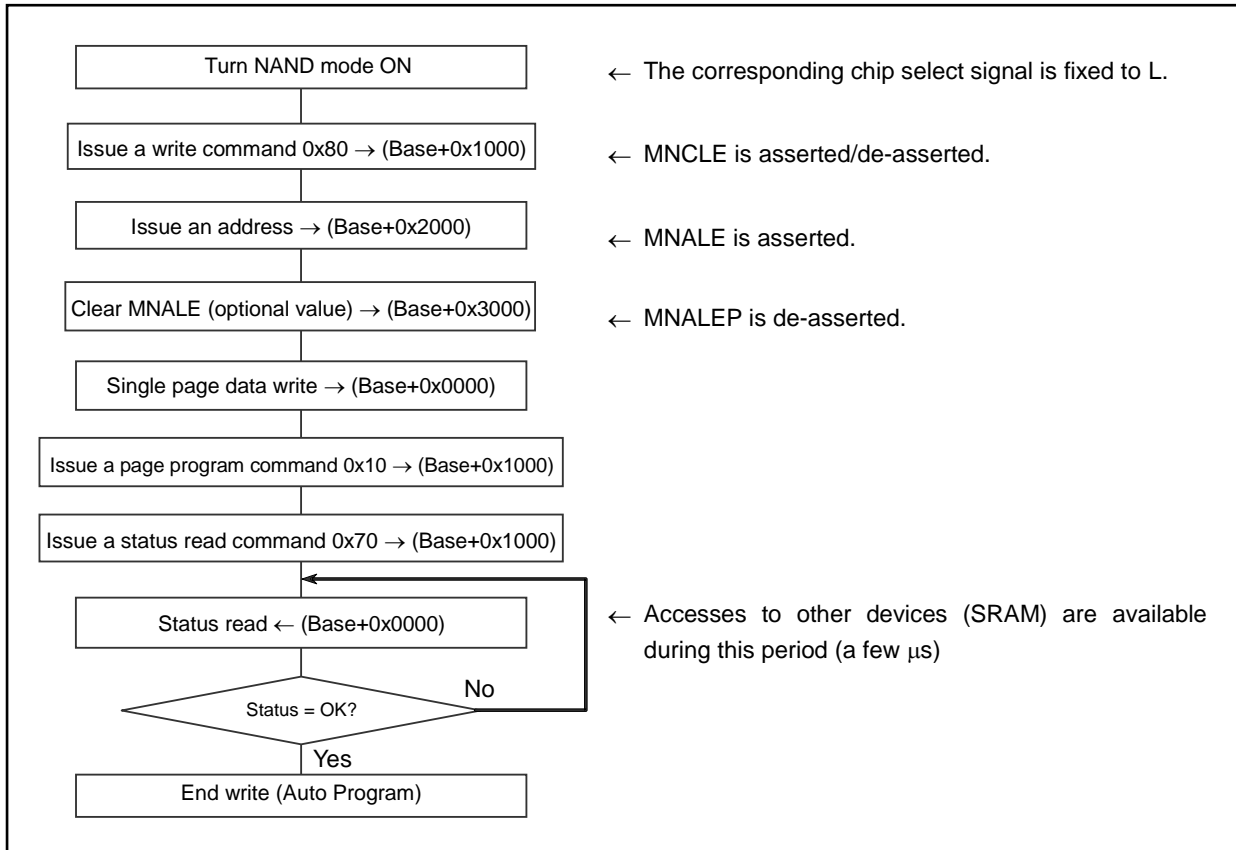 Turn NAND mode ON
← The corresponding chip select signal is fixed to L.
Issue a write command 0x80 → (Base+0x1000)
← MNCLE is asserted/de-asserted.
Issue an address → (Base+0x2000)
← MNALE is asserted.
Clear MNALE (optional value) → (Base+0x3000)
← MNALEP is de-asserted.
Single page data write → (Base+0x0000)
Issue a page program command 0x10 → (Base+0x1000)
Issue a status read command 0x70 → (Base+0x1000)
Status read ← (Base+0x0000)
← Accesses to other devices (SRAM) are available
during this period (a few μs)
Status = OK?
No
Yes
End write (Auto Program)